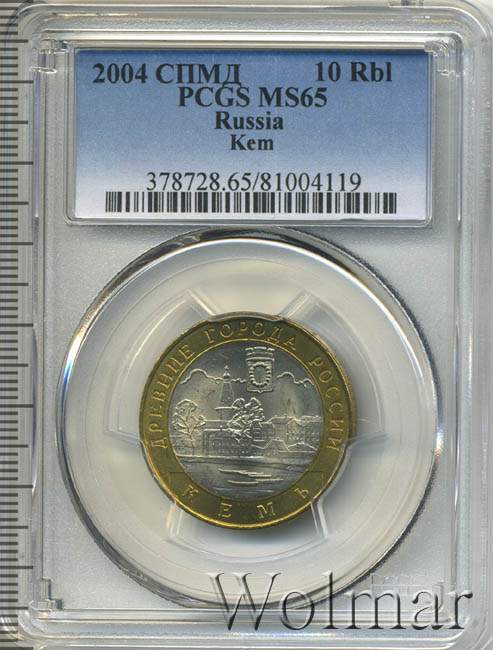 2004 СПМД 10 Rbl
PCGS MS65
Russia
Kem
378728.65/81004119
ДРЕВНИЕ ГОРОДА РОССИИ
КЕМЬ
Wolmar